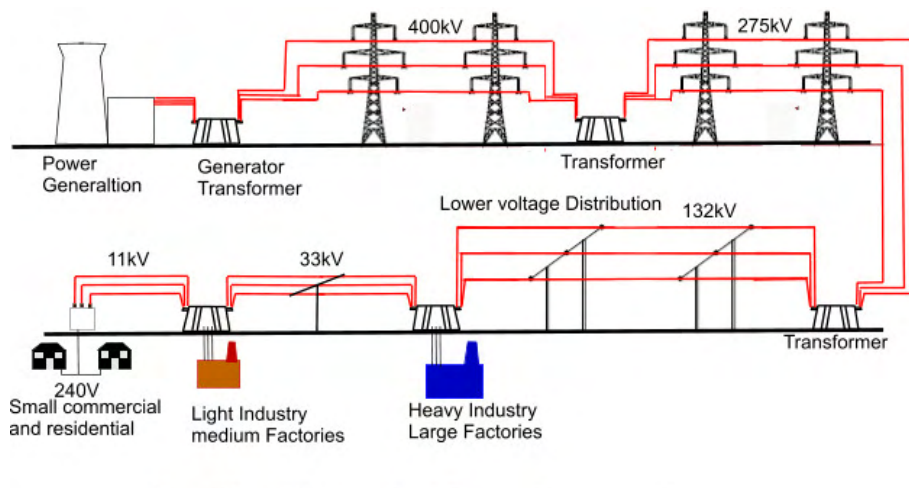 400kV
275kV
Power
Generaltion
Generator
Transformer
Transformer
Lower voltage Distribution
132kV
11kV
33kV
Transformer
240V
Small commercial
and residential
Light Industry
medium Factories
Heavy Industry
Large Factories